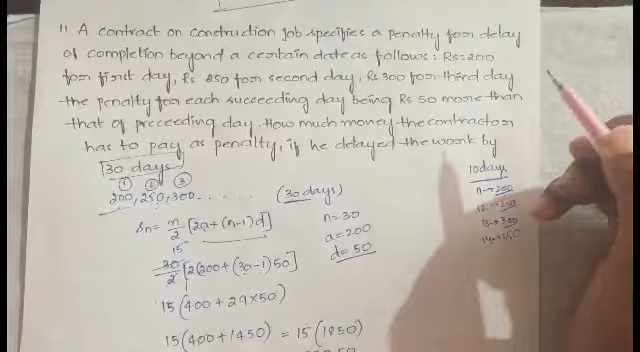 11 A contract on construction job specifies a penalty for delay
of completion beyond a certain date as follows: Rs=200
for first day, Rs 250 for second day, Rs 300 for third day
the penalty for each succeeding day being Rs 50 more than
that of preceeding day. How much money the contractor
has to pay as penalty, if he delayed the work by
30 days
① ② ③
200, 250, 300 . . . . . . (30 days)
Sn = n/2 [2a + (n-1)d]
n = 30
a = 200
d = 50
15
30/2 [2(200 + (30-1)50]
15(400 + 29×50)
15(400 + 1450) = 15(1850)
10 days
11 → 200
13 → 300